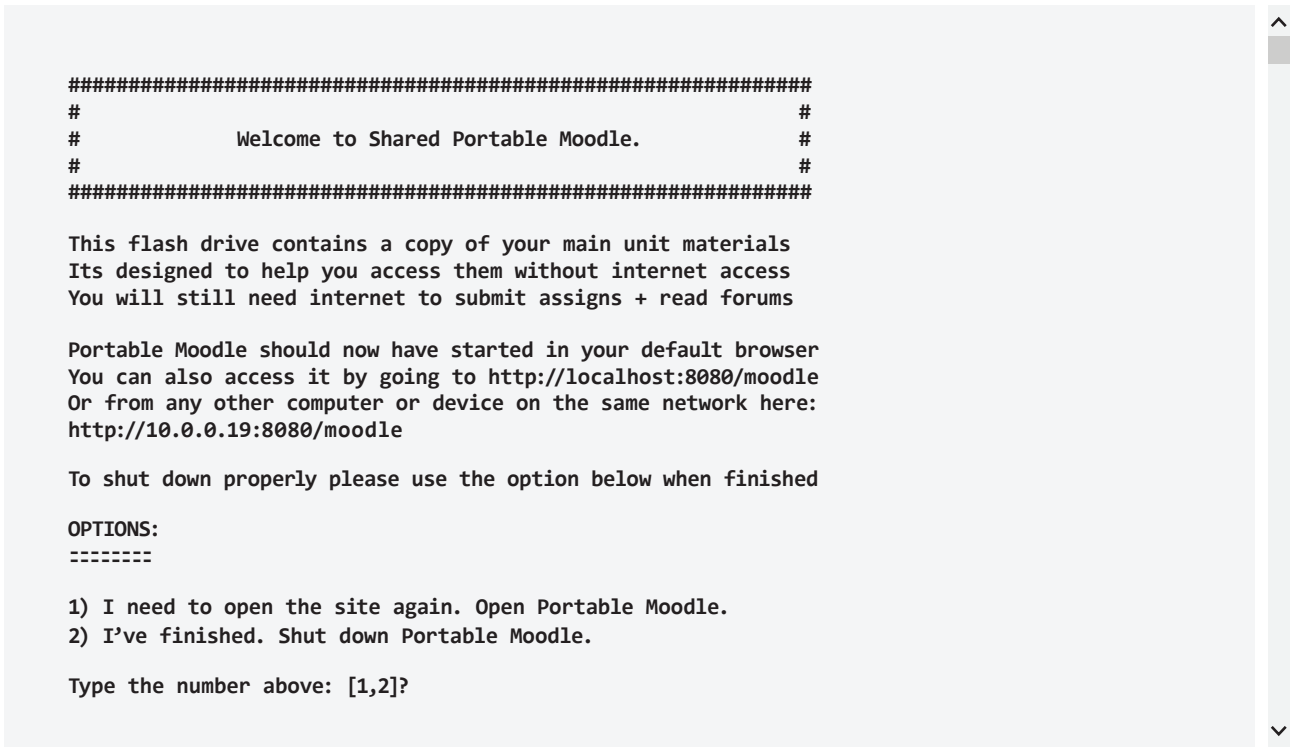 ##############################################################
# #
# Welcome to Shared Portable Moodle. #
# #
##############################################################
This flash drive contains a copy of your main unit materials
Its designed to help you access them without internet access
You will still need internet to submit assigns + read forums
Portable Moodle should now have started in your default browser
You can also access it by going to http://localhost:8080/moodle
Or from any other computer or device on the same network here:
http://10.0.0.19:8080/moodle
To shut down properly please use the option below when finished
OPTIONS:
--------
1) I need to open the site again. Open Portable Moodle.
2) I’ve finished. Shut down Portable Moodle.
Type the number above: [1,2]?